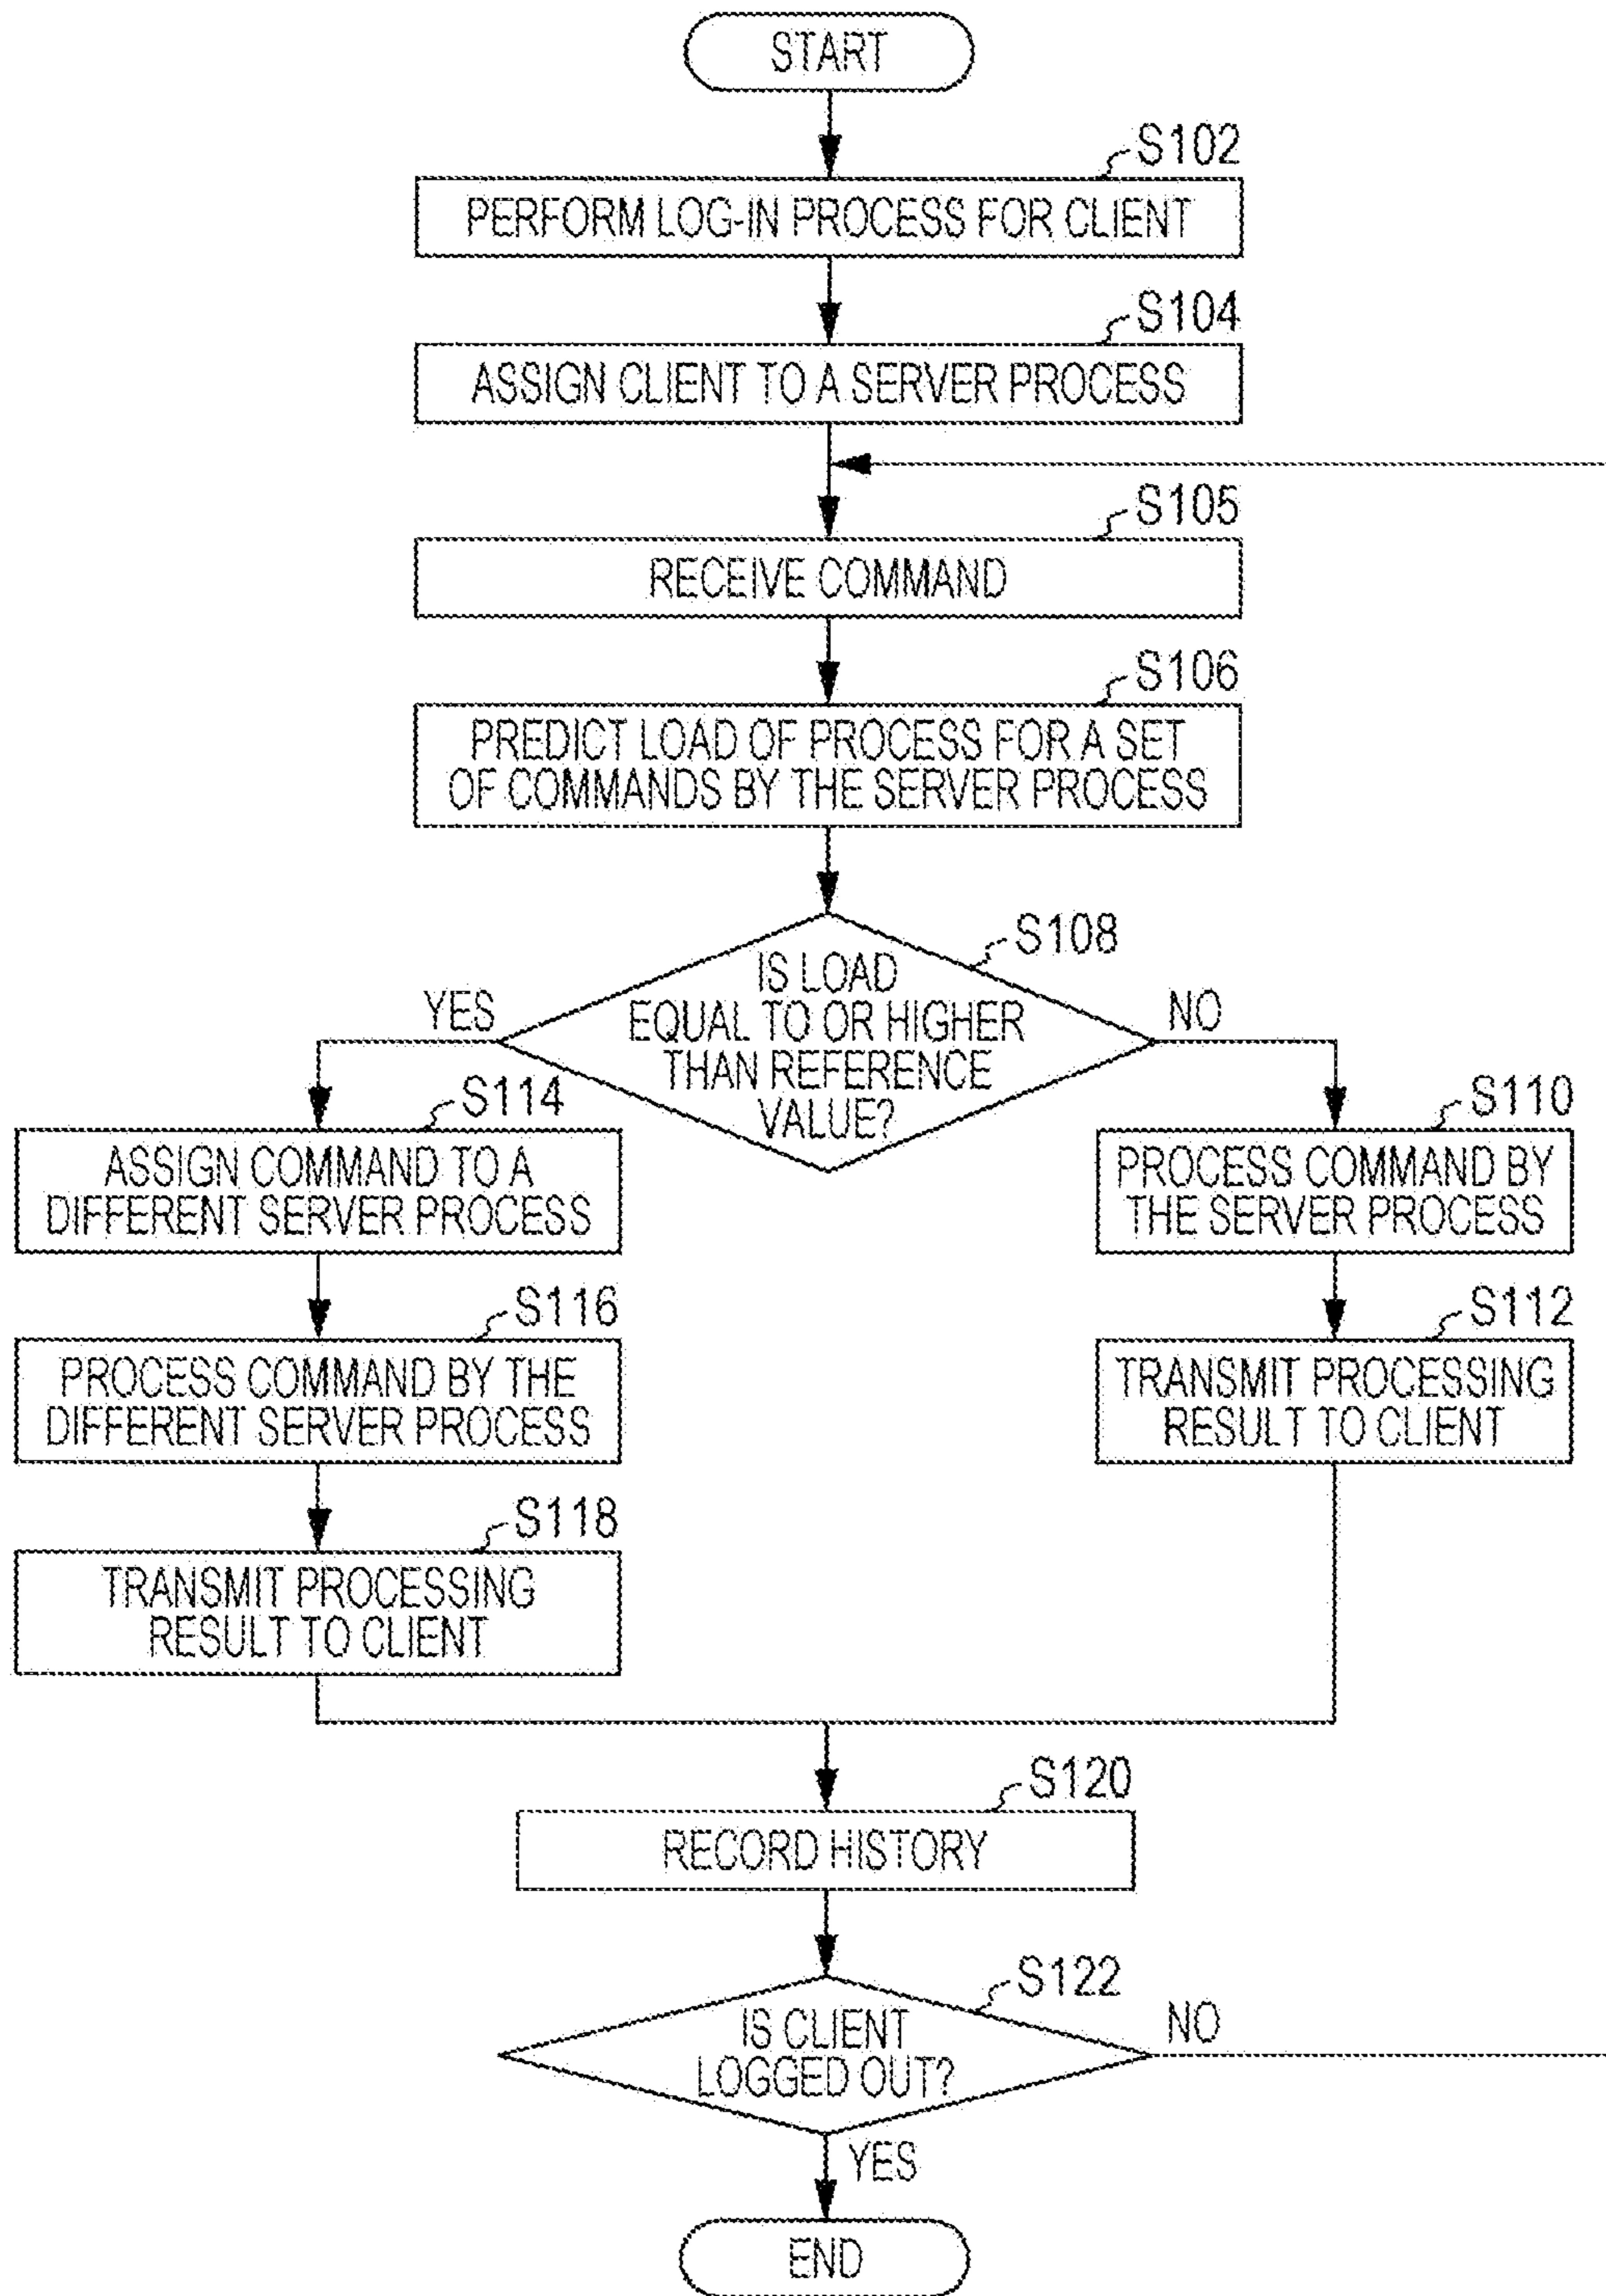 START
S102
PERFORM LOG-IN PROCESS FOR CLIENT
S104
ASSIGN CLIENT TO A SERVER PROCESS
S105
RECEIVE COMMAND
S106
PREDICT LOAD OF PROCESS FOR A SET
OF COMMANDS BY THE SERVER PROCESS
S108
IS LOAD
EQUAL TO OR HIGHER
THAN REFERENCE
VALUE?
YES
NO
S114
ASSIGN COMMAND TO A
DIFFERENT SERVER PROCESS
S110
PROCESS COMMAND BY
THE SERVER PROCESS
S116
PROCESS COMMAND BY THE
DIFFERENT SERVER PROCESS
S112
TRANSMIT PROCESSING
RESULT TO CLIENT
S118
TRANSMIT PROCESSING
RESULT TO CLIENT
S120
RECORD HISTORY
S122
IS CLIENT
LOGGED OUT?
NO
YES
END